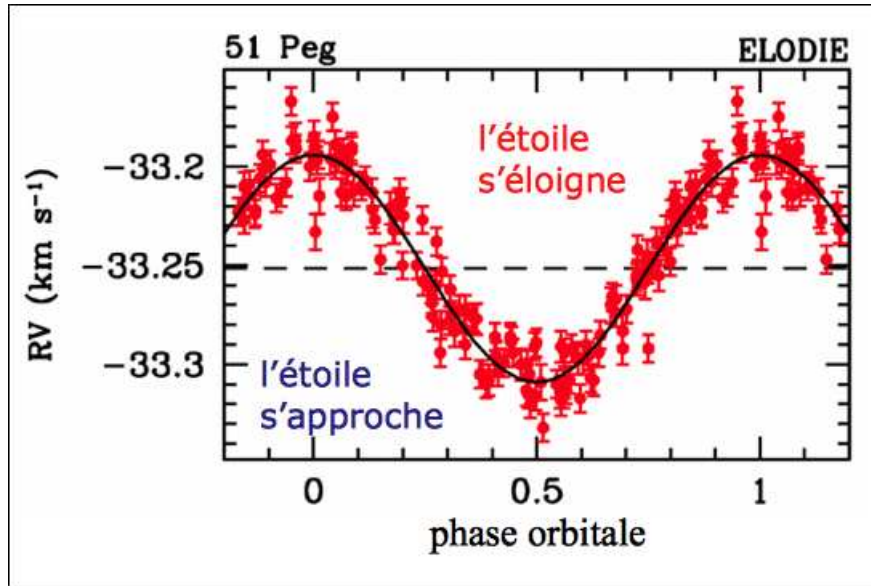 51 Peg ELODIE
l'étoile
s'éloigne
−33.2
−33.25
−33.3
RV (km s⁻¹)
l'étoile
s'approche
0 0.5 1
phase orbitale